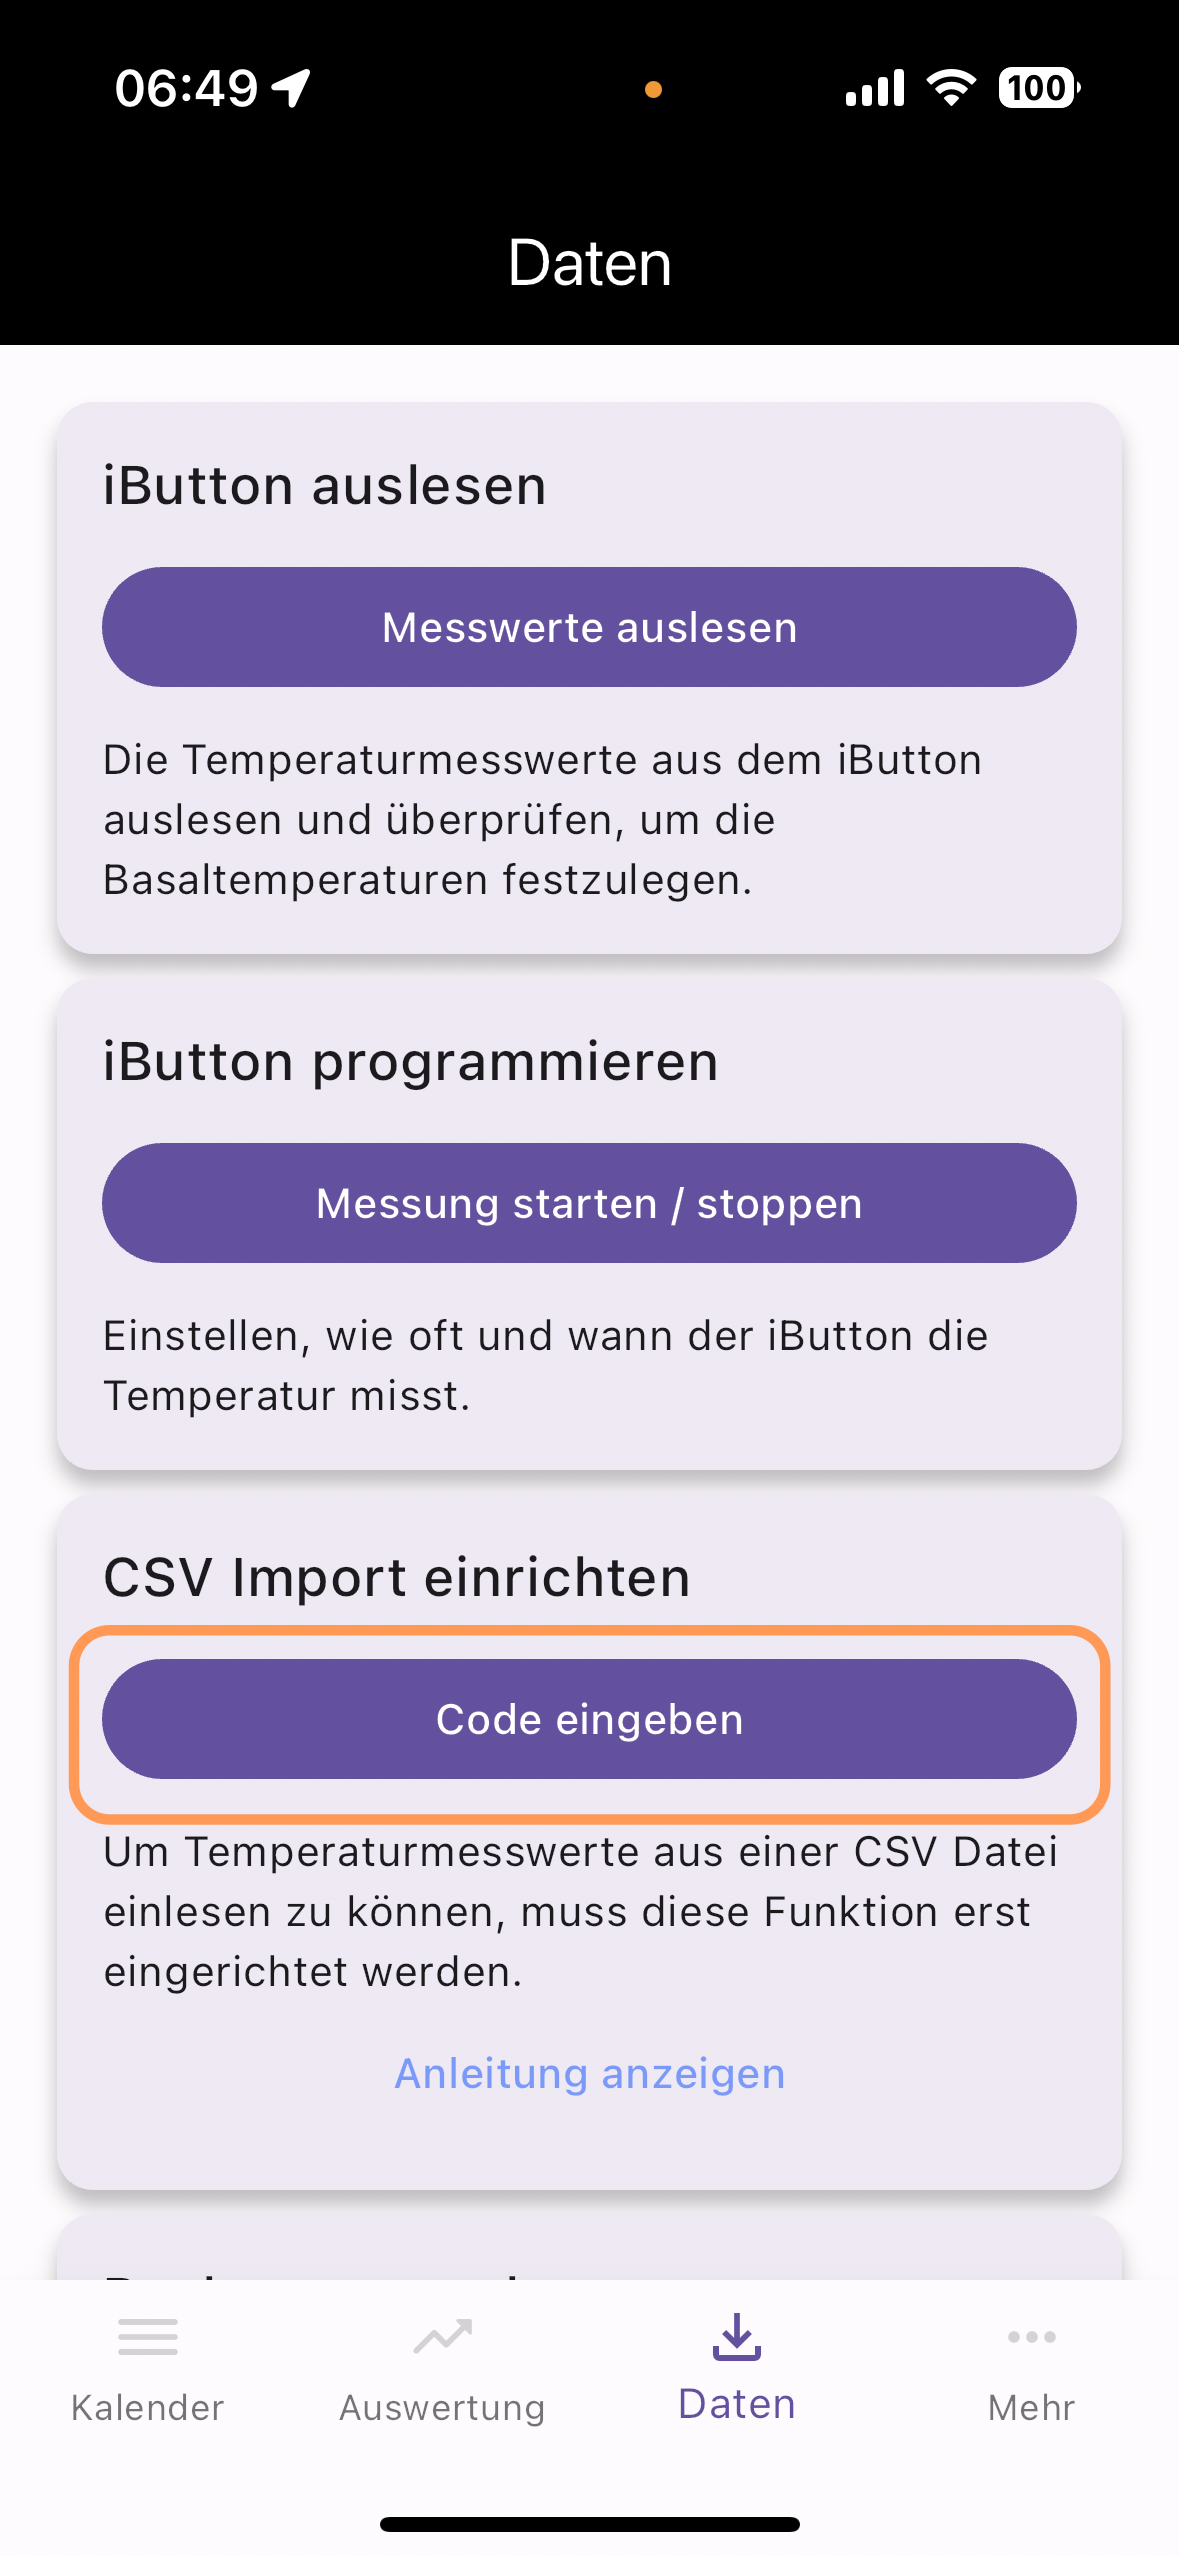 06:49
100
Daten
iButton auslesen
Messwerte auslesen
Die Temperaturmesswerte aus dem iButton
auslesen und überprüfen, um die
Basaltemperaturen festzulegen.
iButton programmieren
Messung starten / stoppen
Einstellen, wie oft und wann der iButton die
Temperatur misst.
CSV Import einrichten
Code eingeben
Um Temperaturmesswerte aus einer CSV Datei
einlesen zu können, muss diese Funktion erst
eingerichtet werden.
Anleitung anzeigen
Kalender
Auswertung
Daten
Mehr